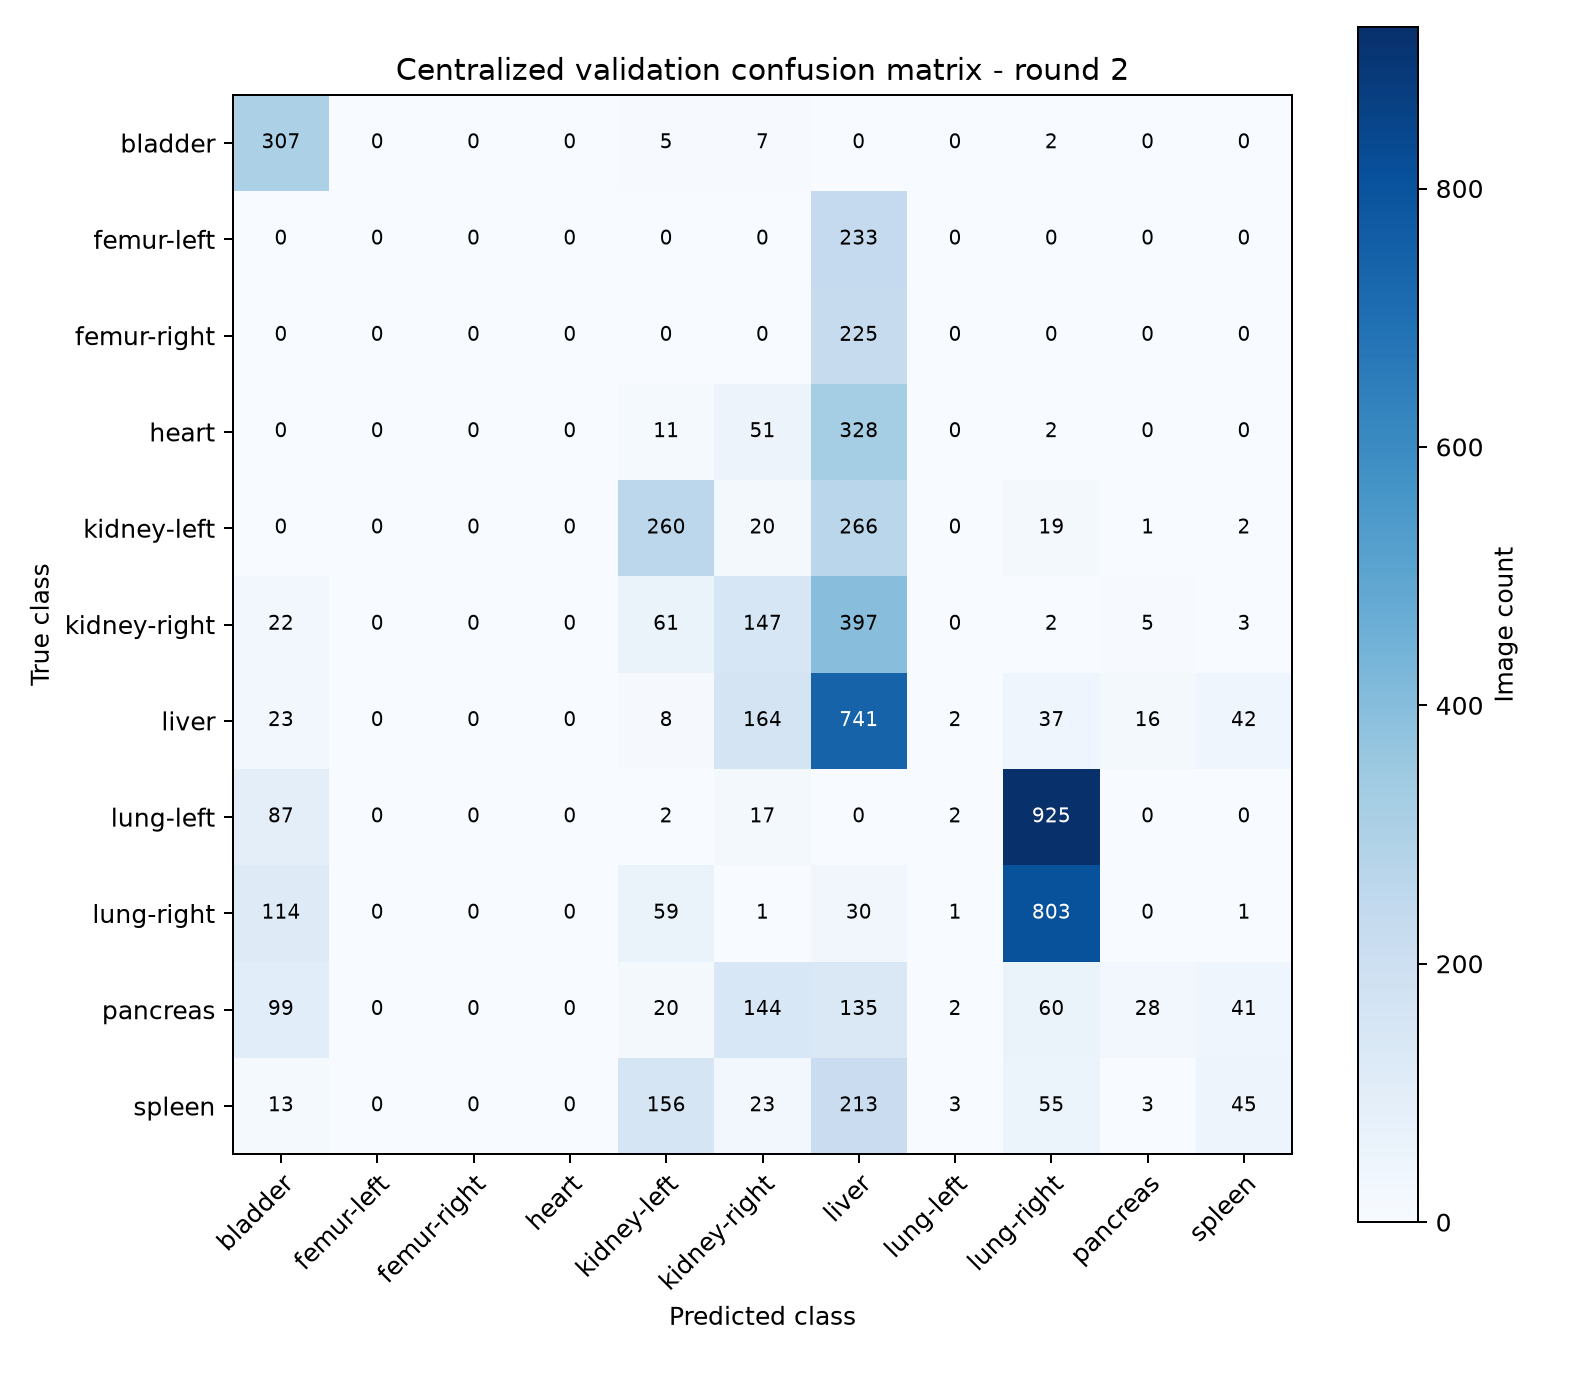 Centralized validation confusion matrix - round 2
True class
bladder 307 0 0 0 5 7 0 0 2 0 0
femur-left 0 0 0 0 0 0 233 0 0 0 0
femur-right 0 0 0 0 0 0 225 0 0 0 0
heart 0 0 0 0 11 51 328 0 2 0 0
kidney-left 0 0 0 0 260 20 266 0 19 1 2
kidney-right 22 0 0 0 61 147 397 0 2 5 3
liver 23 0 0 0 8 164 741 2 37 16 42
lung-left 87 0 0 0 2 17 0 2 925 0 0
lung-right 114 0 0 0 59 1 30 1 803 0 1
pancreas 99 0 0 0 20 144 135 2 60 28 41
spleen 13 0 0 0 156 23 213 3 55 3 45
bladder femur-left femur-right heart kidney-left kidney-right liver lung-left lung-right pancreas spleen
Predicted class
800
600
400
200
0
Image count